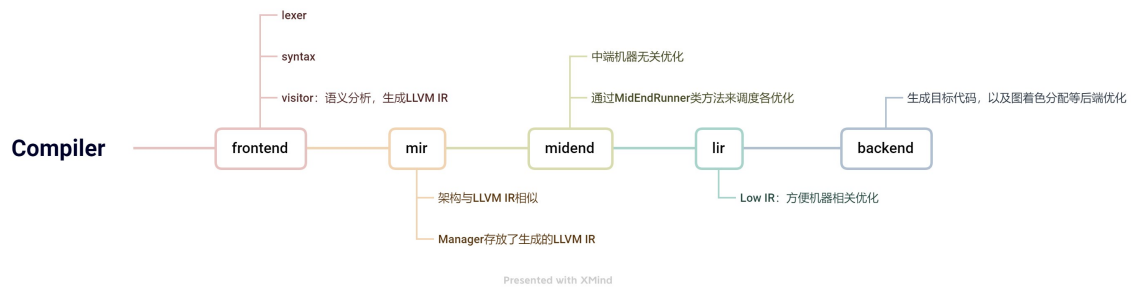 Compiler
frontend
lexer
syntax
visitor：语义分析，生成LLVM IR
mir
架构与LLVM IR相似
Manager存放了生成的LLVM IR
midend
中端机器无关优化
通过MidEndRunner类方法来调度各优化
lir
Low IR：方便机器相关优化
backend
生成目标代码，以及图着色分配等后端优化
Presented with XMind